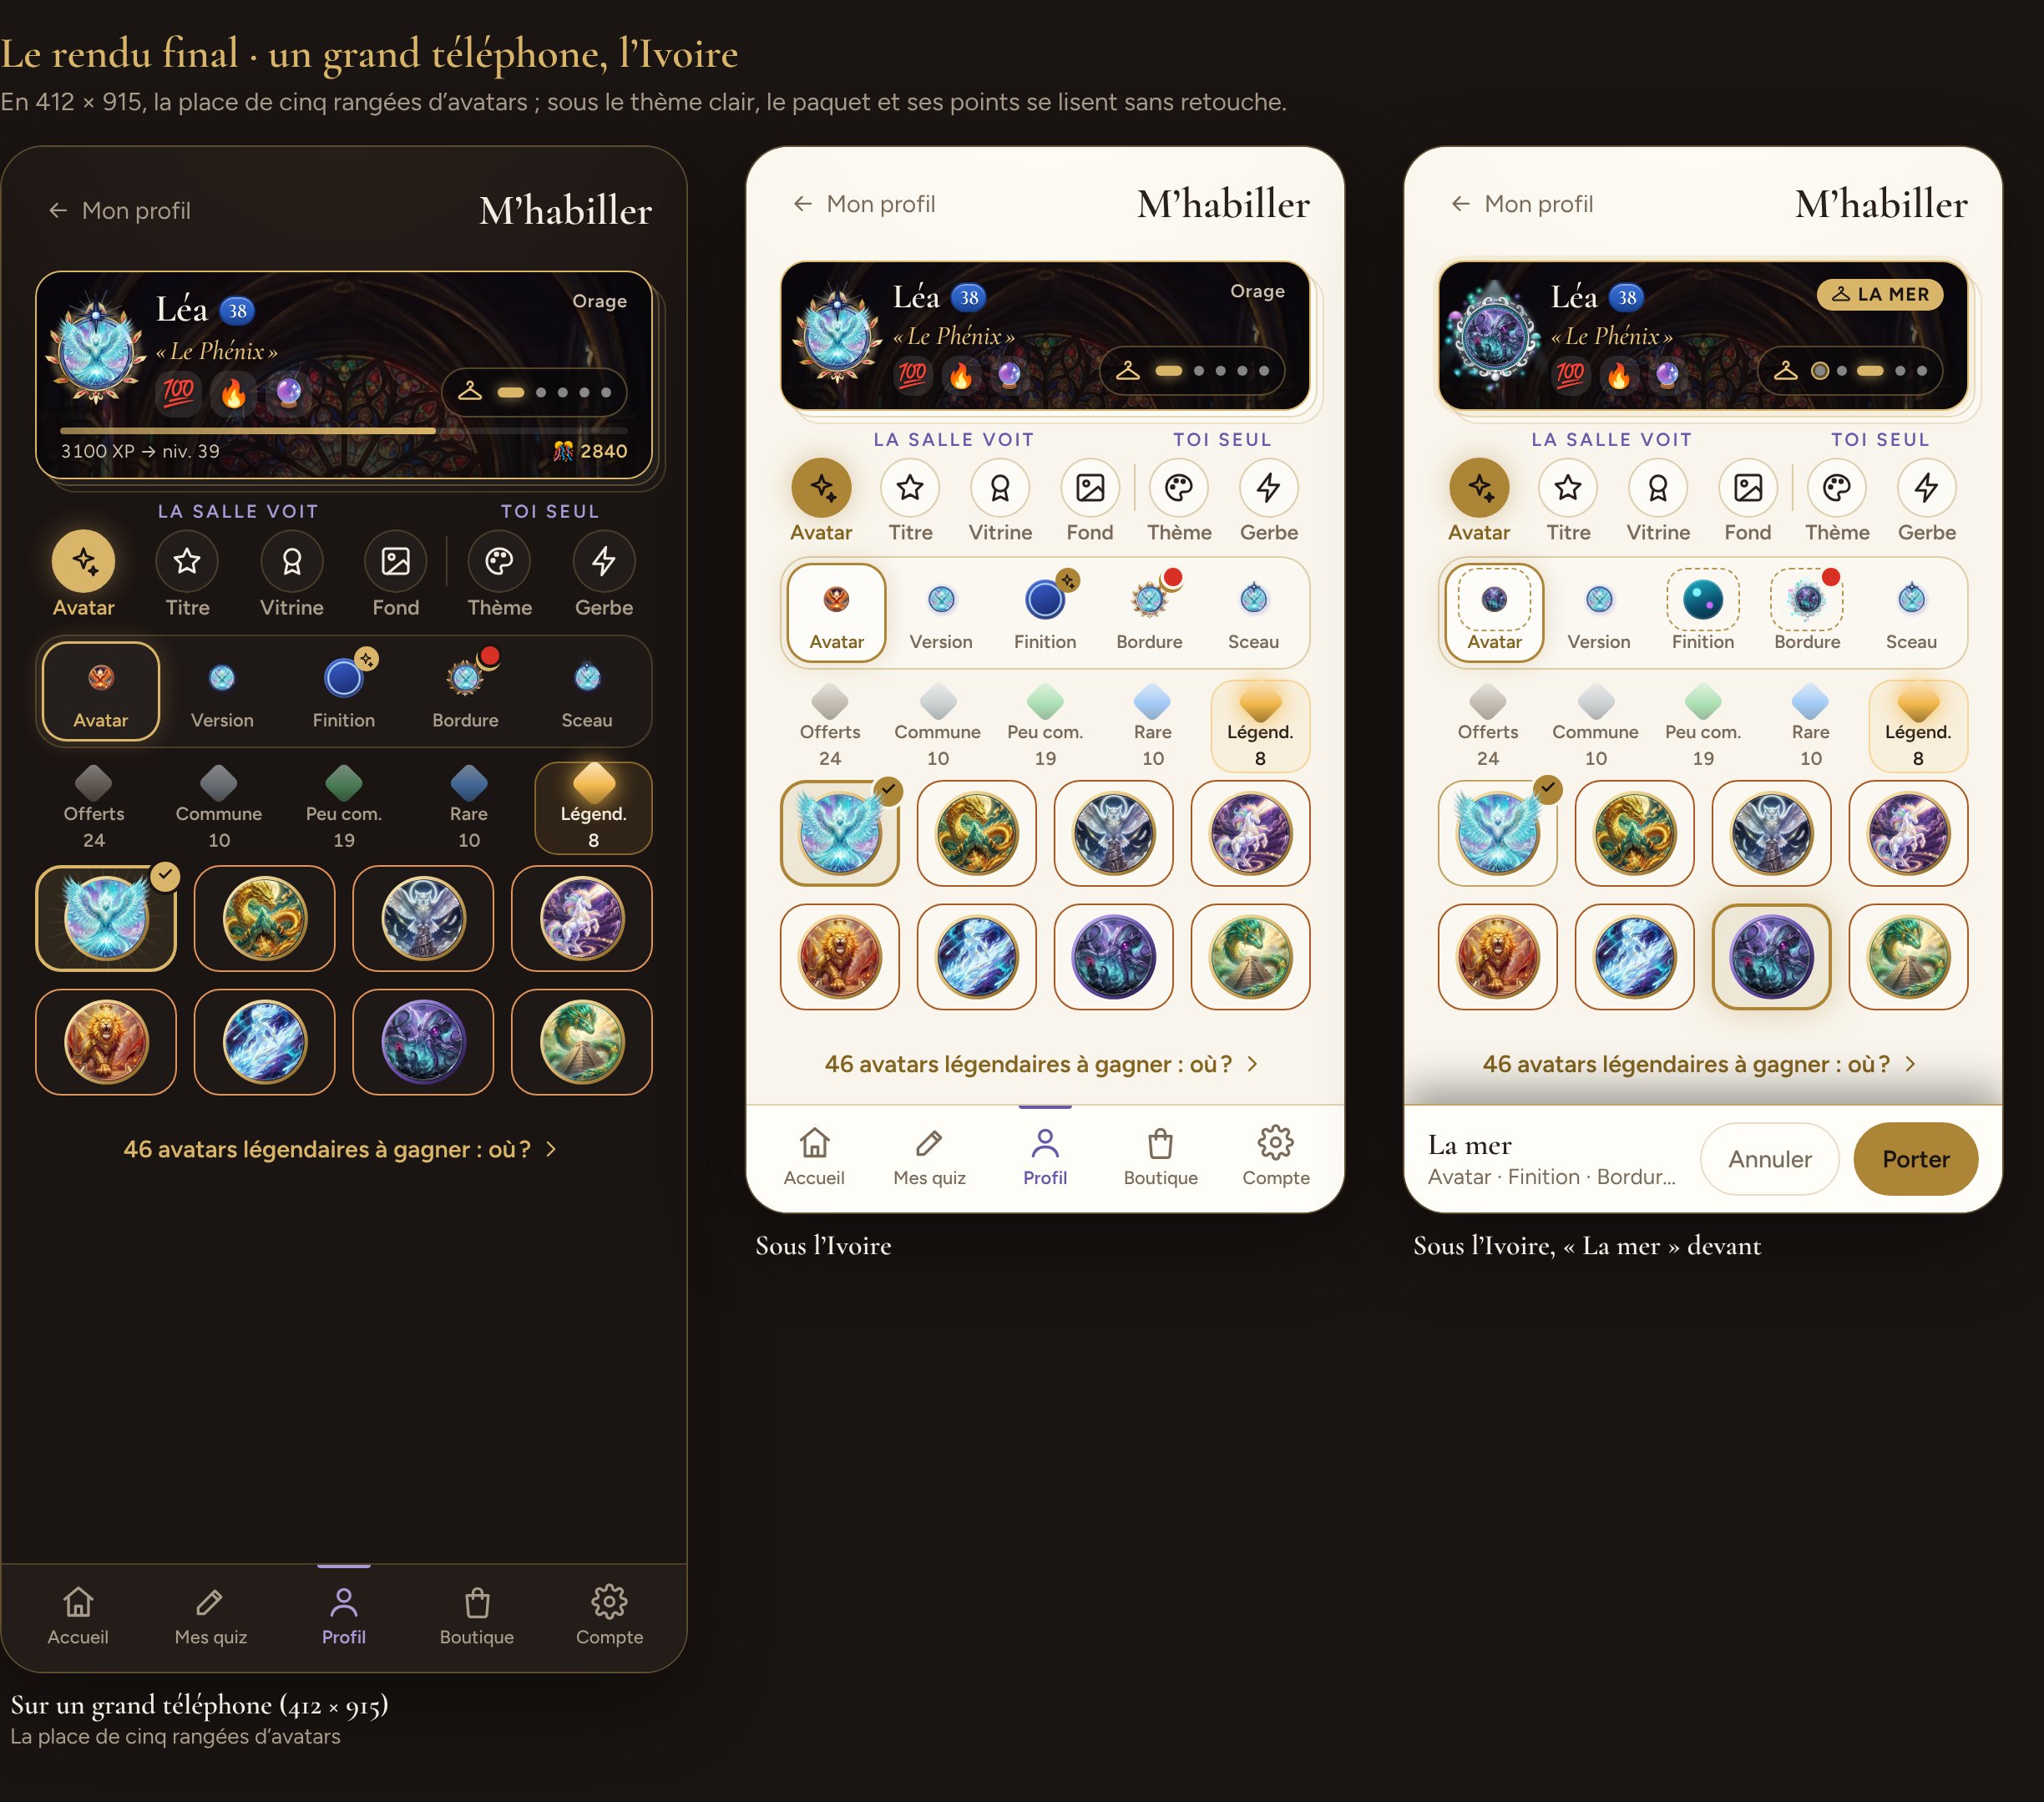 Le rendu final · un grand téléphone, l’Ivoire
En 412 × 915, la place de cinq rangées d’avatars ; sous le thème clair, le paquet et ses points se lisent sans retouche.
← Mon profil
M’habiller
Léa 38
Orage
« Le Phénix »
100
3100 XP → niv. 39
2840
LA SALLE VOIT
TOI SEUL
Avatar
Titre
Vitrine
Fond
Thème
Gerbe
Avatar
Version
Finition
Bordure
Sceau
Offerts
Commune
Peu com.
Rare
Légend.
24
10
19
10
8
46 avatars légendaires à gagner : où ? >
Accueil
Mes quiz
Profil
Boutique
Compte
Sur un grand téléphone (412 × 915)
La place de cinq rangées d’avatars
← Mon profil
M’habiller
Léa 38
Orage
« Le Phénix »
100
LA SALLE VOIT
TOI SEUL
Avatar
Titre
Vitrine
Fond
Thème
Gerbe
Avatar
Version
Finition
Bordure
Sceau
Offerts
Commune
Peu com.
Rare
Légend.
24
10
19
10
8
46 avatars légendaires à gagner : où ? >
Accueil
Mes quiz
Profil
Boutique
Compte
Sous l’Ivoire
← Mon profil
M’habiller
Léa 38
LA MER
« Le Phénix »
100
LA SALLE VOIT
TOI SEUL
Avatar
Titre
Vitrine
Fond
Thème
Gerbe
Avatar
Version
Finition
Bordure
Sceau
Offerts
Commune
Peu com.
Rare
Légend.
24
10
19
10
8
46 avatars légendaires à gagner : où ? >
La mer
Avatar · Finition · Bordur...
Annuler
Porter
Sous l’Ivoire, « La mer » devant